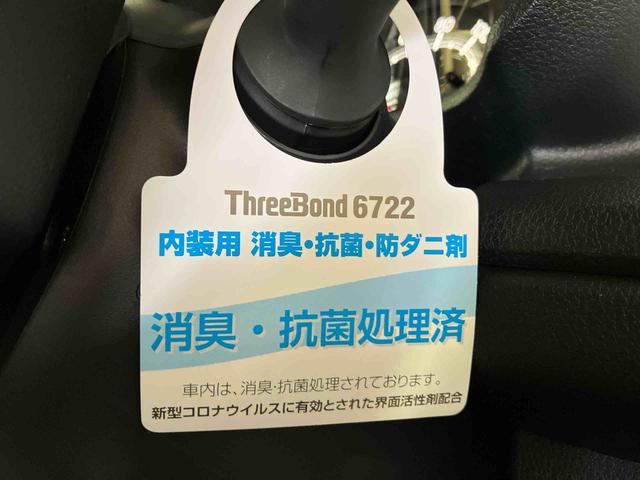 ThreeBond 6722
内装用 消臭・抗菌・防ダニ剤
消臭・抗菌処理済
車内は、消臭・抗菌処理されております。
新型コロナウイルスに有効とされた界面活性剤配合